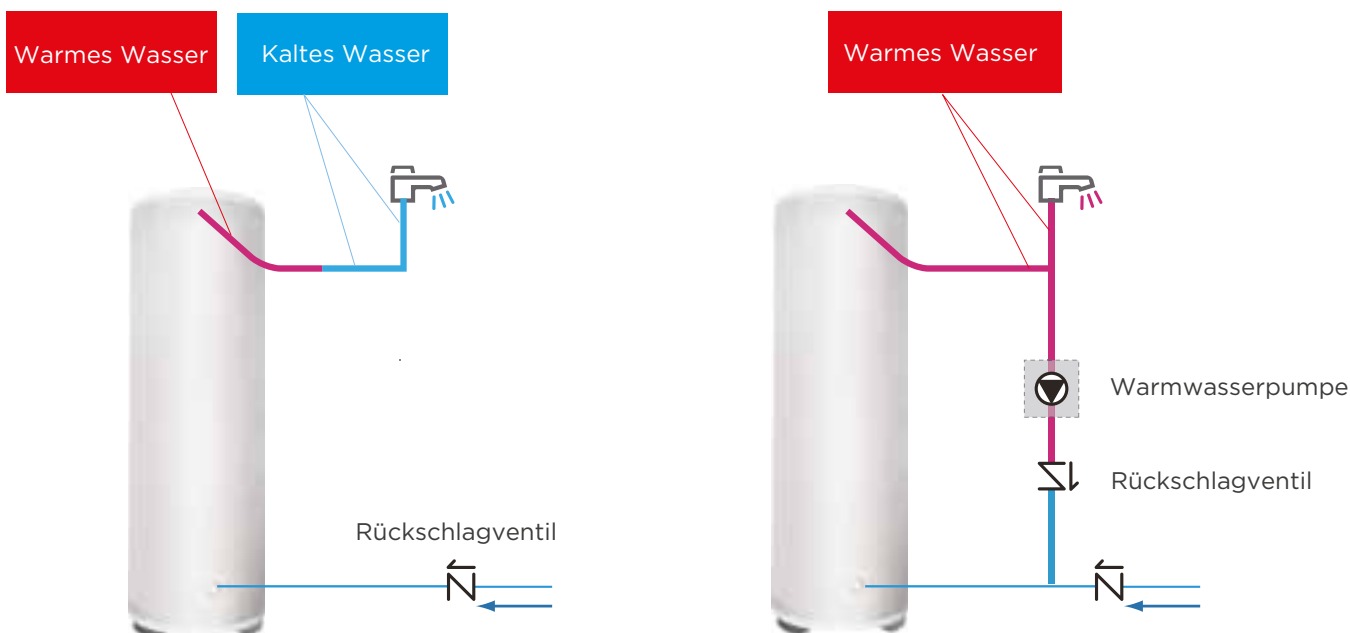 Warmes Wasser
Kaltes Wasser
Rückschlagventil
Warmes Wasser
Warmwasserpumpe
Rückschlagventil